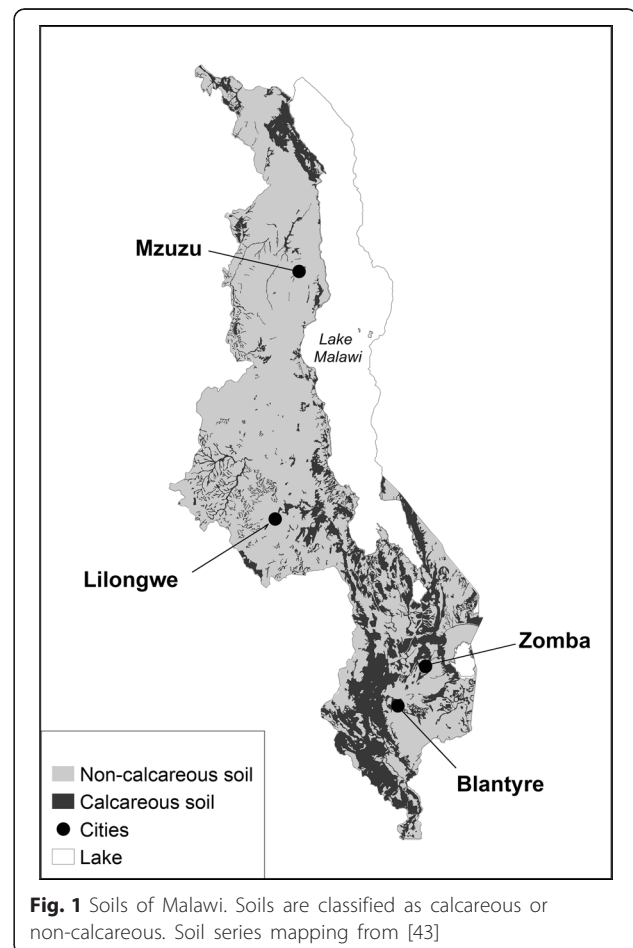 Mzuzu
Lake
Malawi
Lilongwe
Zomba
Blantyre
Non-calcareous soil
Calcareous soil
Cities
Lake
Fig. 1 Soils of Malawi. Soils are classified as calcareous or
non-calcareous. Soil series mapping from [43]